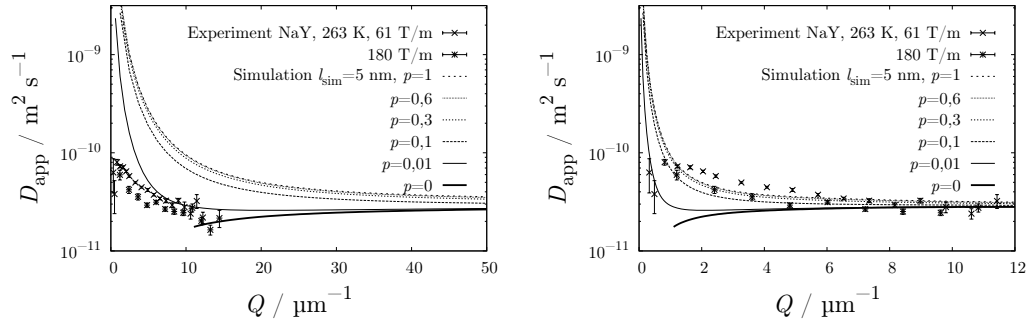 Experiment NaY, 263 K, 61 T/m
180 T/m
Simulation l_sim=5 nm, p=1
p=0,6
p=0,3
p=0,1
p=0,01
p=0
D_app / m² s⁻¹
10⁻⁹
10⁻¹⁰
10⁻¹¹
0 10 20 30 40 50
Q / µm⁻¹
Experiment NaY, 263 K, 61 T/m
180 T/m
Simulation l_sim=5 nm, p=1
p=0,6
p=0,3
p=0,1
p=0,01
p=0
D_app / m² s⁻¹
10⁻⁹
10⁻¹⁰
10⁻¹¹
0 2 4 6 8 10 12
Q / µm⁻¹